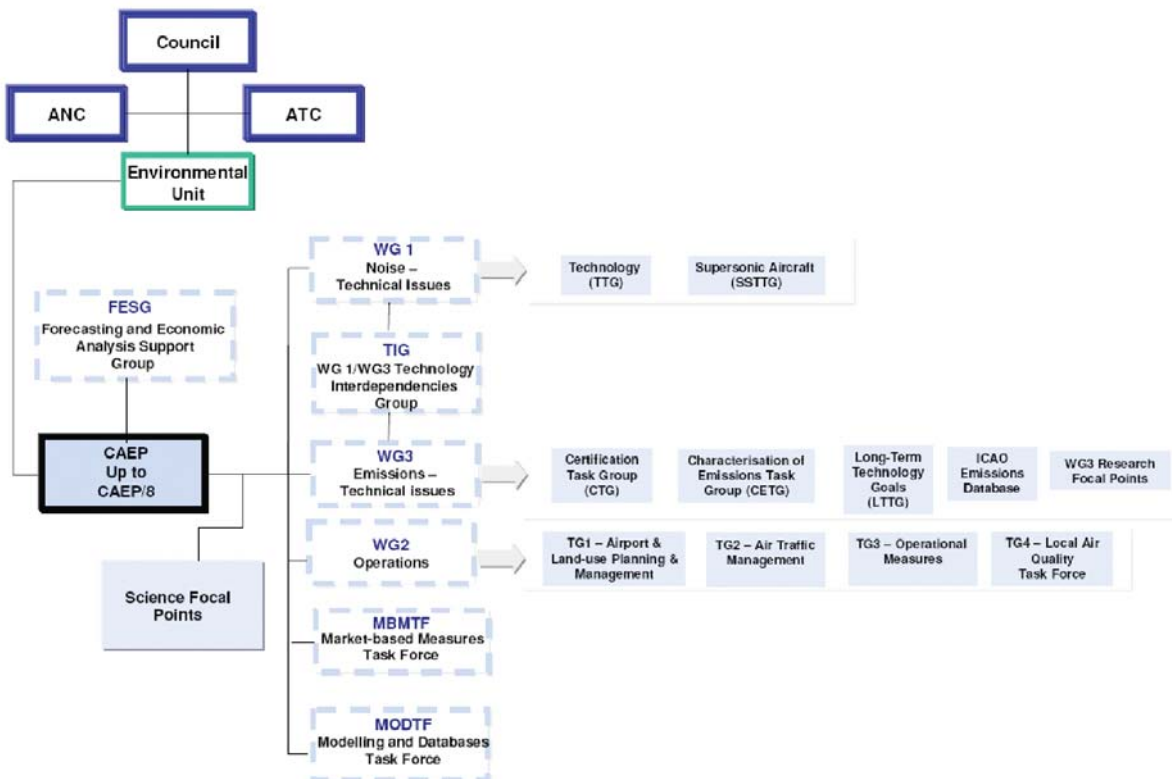 Council
ANC
ATC
Environmental
Unit
FESG
Forecasting and Economic
Analysis Support
Group
CAEP
Up to
CAEP/8
Science Focal
Points
WG 1
Noise –
Technical Issues
Technology
(TTG)
Supersonic Aircraft
(SSTTG)
TIG
WG 1/WG3 Technology
Interdependencies
Group
WG3
Emissions –
Technical Issues
Certification
Task Group
(CTG)
Characterisation of
Emissions Task
Group (CETG)
Long-Term
Technology
Goals
(LTTG)
ICAO
Emissions
Database
WG3 Research
Focal Points
WG2
Operations
TG1 – Airport &
Land-use Planning &
Management
TG2 – Air Traffic
Management
TG3 – Operational
Measures
TG4 – Local Air
Quality
Task Force
MBMTF
Market-based Measures
Task Force
MODTF
Modelling and Databases
Task Force